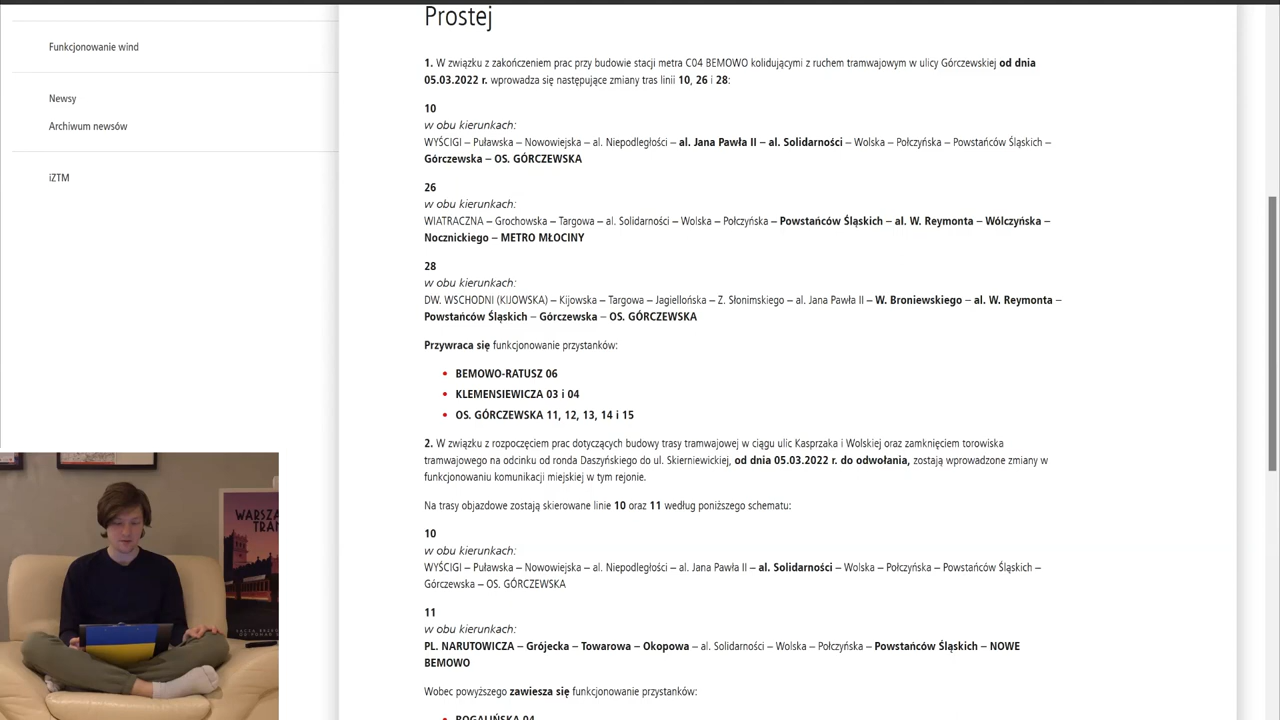 Prostej
Funkcjonowanie wind
Newsy
Archiwum newsów
iZTM
1. W związku z zakończeniem prac przy budowie stacji metra C04 BEMOWO kolidującymi z ruchem tramwajowym w ulicy Górczewskiej od dnia
05.03.2022 r. wprowadza się następujące zmiany tras linii 10, 26 i 28:
10
w obu kierunkach:
WYŚCIGI – Puławska – Nowowiejska – al. Niepodległości – al. Jana Pawła II – al. Solidarności – Wolska – Połczyńska – Powstańców Śląskich –
Górczewska – OS. GÓRCZEWSKA
26
w obu kierunkach:
WIATRACZNA – Grochowska – Targowa – al. Solidarności – Wolska – Połczyńska – Powstańców Śląskich – al. W. Reymonta – Wólczyńska –
Nocznickiego – METRO MŁOCINY
28
w obu kierunkach:
DW. WSCHODNI (KIJOWSKA) – Kijowska – Targowa – Jagiellońska – Z. Słonimskiego – al. Jana Pawła II – W. Broniewskiego – al. W. Reymonta –
Powstańców Śląskich – Górczewska – OS. GÓRCZEWSKA
Przywraca się funkcjonowanie przystanków:
• BEMOWO-RATUSZ 06
• KLEMENSIEWICZA 03 i 04
• OS. GÓRCZEWSKA 11, 12, 13, 14 i 15
2. W związku z rozpoczęciem prac dotyczących budowy trasy tramwajowej w ciągu ulic Kasprzaka i Wolskiej oraz zamknięciem torowiska
tramwajowego na odcinku od ronda Daszyńskiego do ul. Skierniewickiej, od dnia 05.03.2022 r. do odwołania, zostają wprowadzone zmiany w
funkcjonowaniu komunikacji miejskiej w tym rejonie.
Na trasy objazdowe zostają skierowane linie 10 oraz 11 według poniższego schematu:
10
w obu kierunkach:
WYŚCIGI – Puławska – Nowowiejska – al. Niepodległości – al. Jana Pawła II – al. Solidarności – Wolska – Połczyńska – Powstańców Śląskich –
Górczewska – OS. GÓRCZEWSKA
11
w obu kierunkach:
PL. NARUTOWICZA – Grójecka – Towarowa – Okopowa – al. Solidarności – Wolska – Połczyńska – Powstańców Śląskich – NOWE
BEMOWO
Wobec powyższego zawiesza się funkcjonowanie przystanków:
• ROGALIŃSKA 04